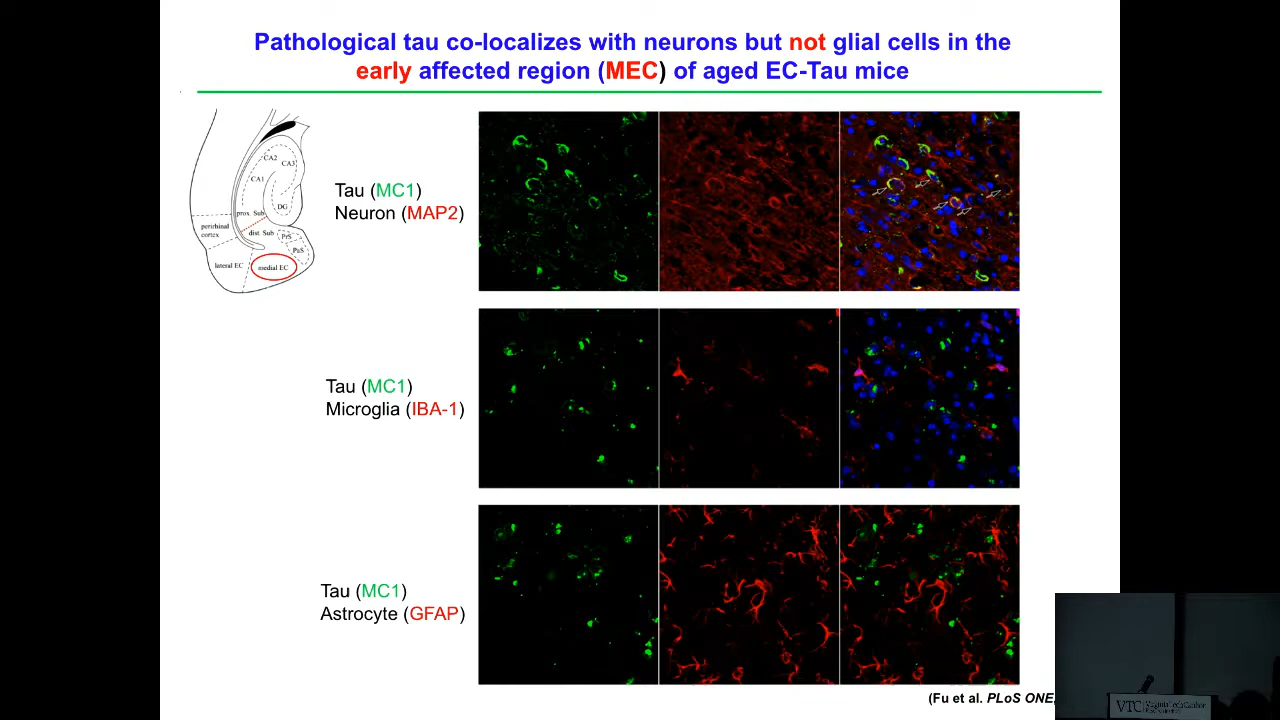 Pathological tau co-localizes with neurons but not glial cells in the
early affected region (MEC) of aged EC-Tau mice
CA2
CA3
CA1
DG
prox. Sub
perirhinal
cortex
dist. Sub
PrS
PaS
lateral EC
medial EC
Tau (MC1)
Neuron (MAP2)
Tau (MC1)
Microglia (IBA-1)
Tau (MC1)
Astrocyte (GFAP)
(Fu et al. PLoS ONE,
VTC